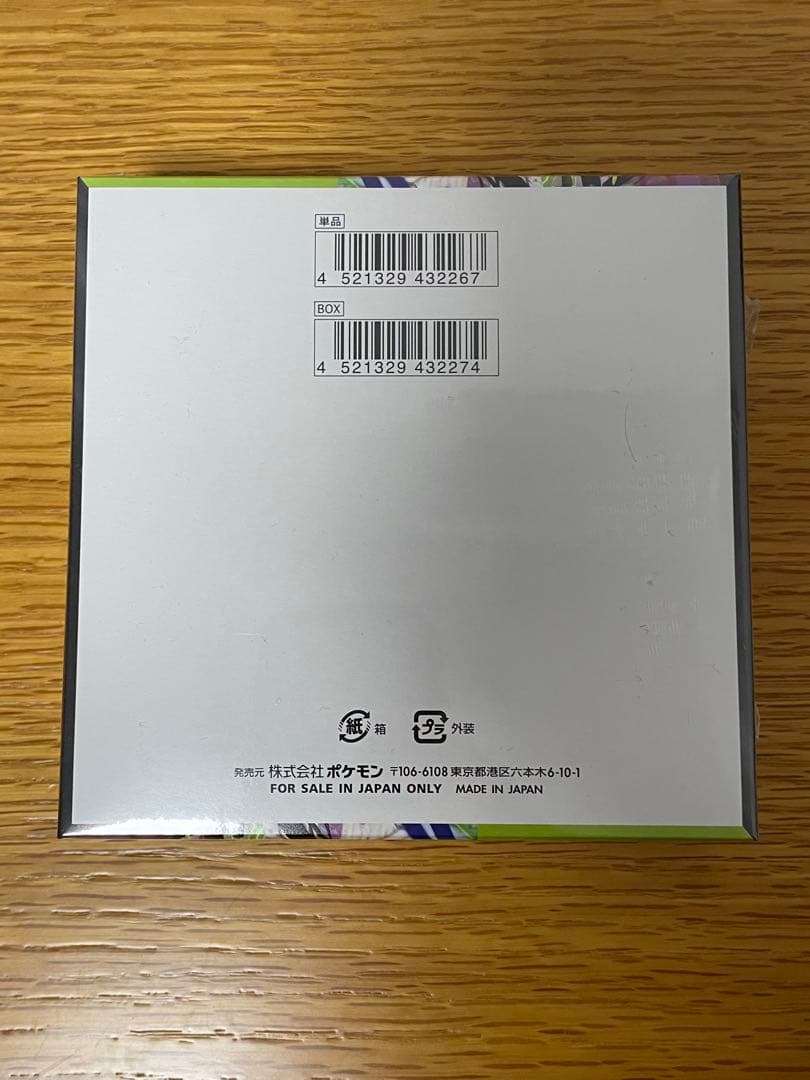 単品
4 521329 432267
BOX
4 521329 432274
紙 箱 プラ 外装
発売元 株式会社 ポケモン 〒106-6108 東京都港区六本木6-10-1
FOR SALE IN JAPAN ONLY MADE IN JAPAN